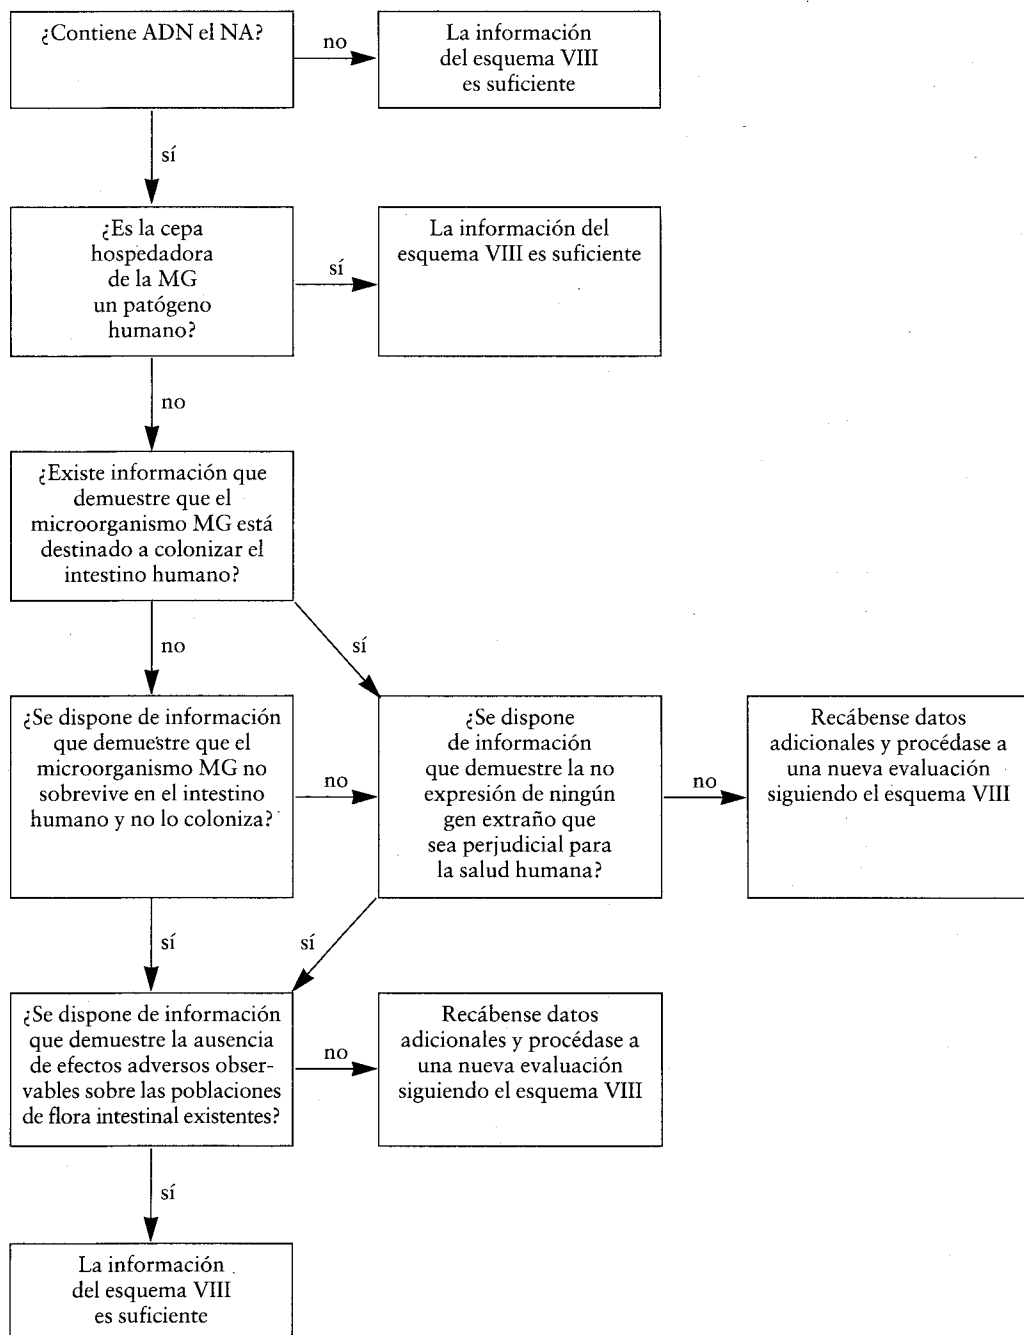 ¿Contiene ADN el NA?
no
La información
del esquema VIII
es suficiente
sí
¿Es la cepa
hospedadora
de la MG
un patógeno
humano?
sí
La información del
esquema VIII es suficiente
no
¿Existe información que
demuestre que el
microorganismo MG está
destinado a colonizar el
intestino humano?
no
sí
¿Se dispone de información
que demuestre que el
microorganismo MG no
sobrevive en el intestino
humano y no lo coloniza?
no
¿Se dispone
de información
que demuestre la no
expresión de ningún
gen extraño que
sea perjudicial para
la salud humana?
no
Recábense datos
adicionales y procédase a
una nueva evaluación
siguiendo el esquema VIII
sí
sí
¿Se dispone de información
que demuestre la ausencia
de efectos adversos obser-
vables sobre las poblaciones
de flora intestinal existentes?
no
Recábense datos
adicionales y procédase a
una nueva evaluación
siguiendo el esquema VIII
sí
La información
del esquema VIII
es suficiente